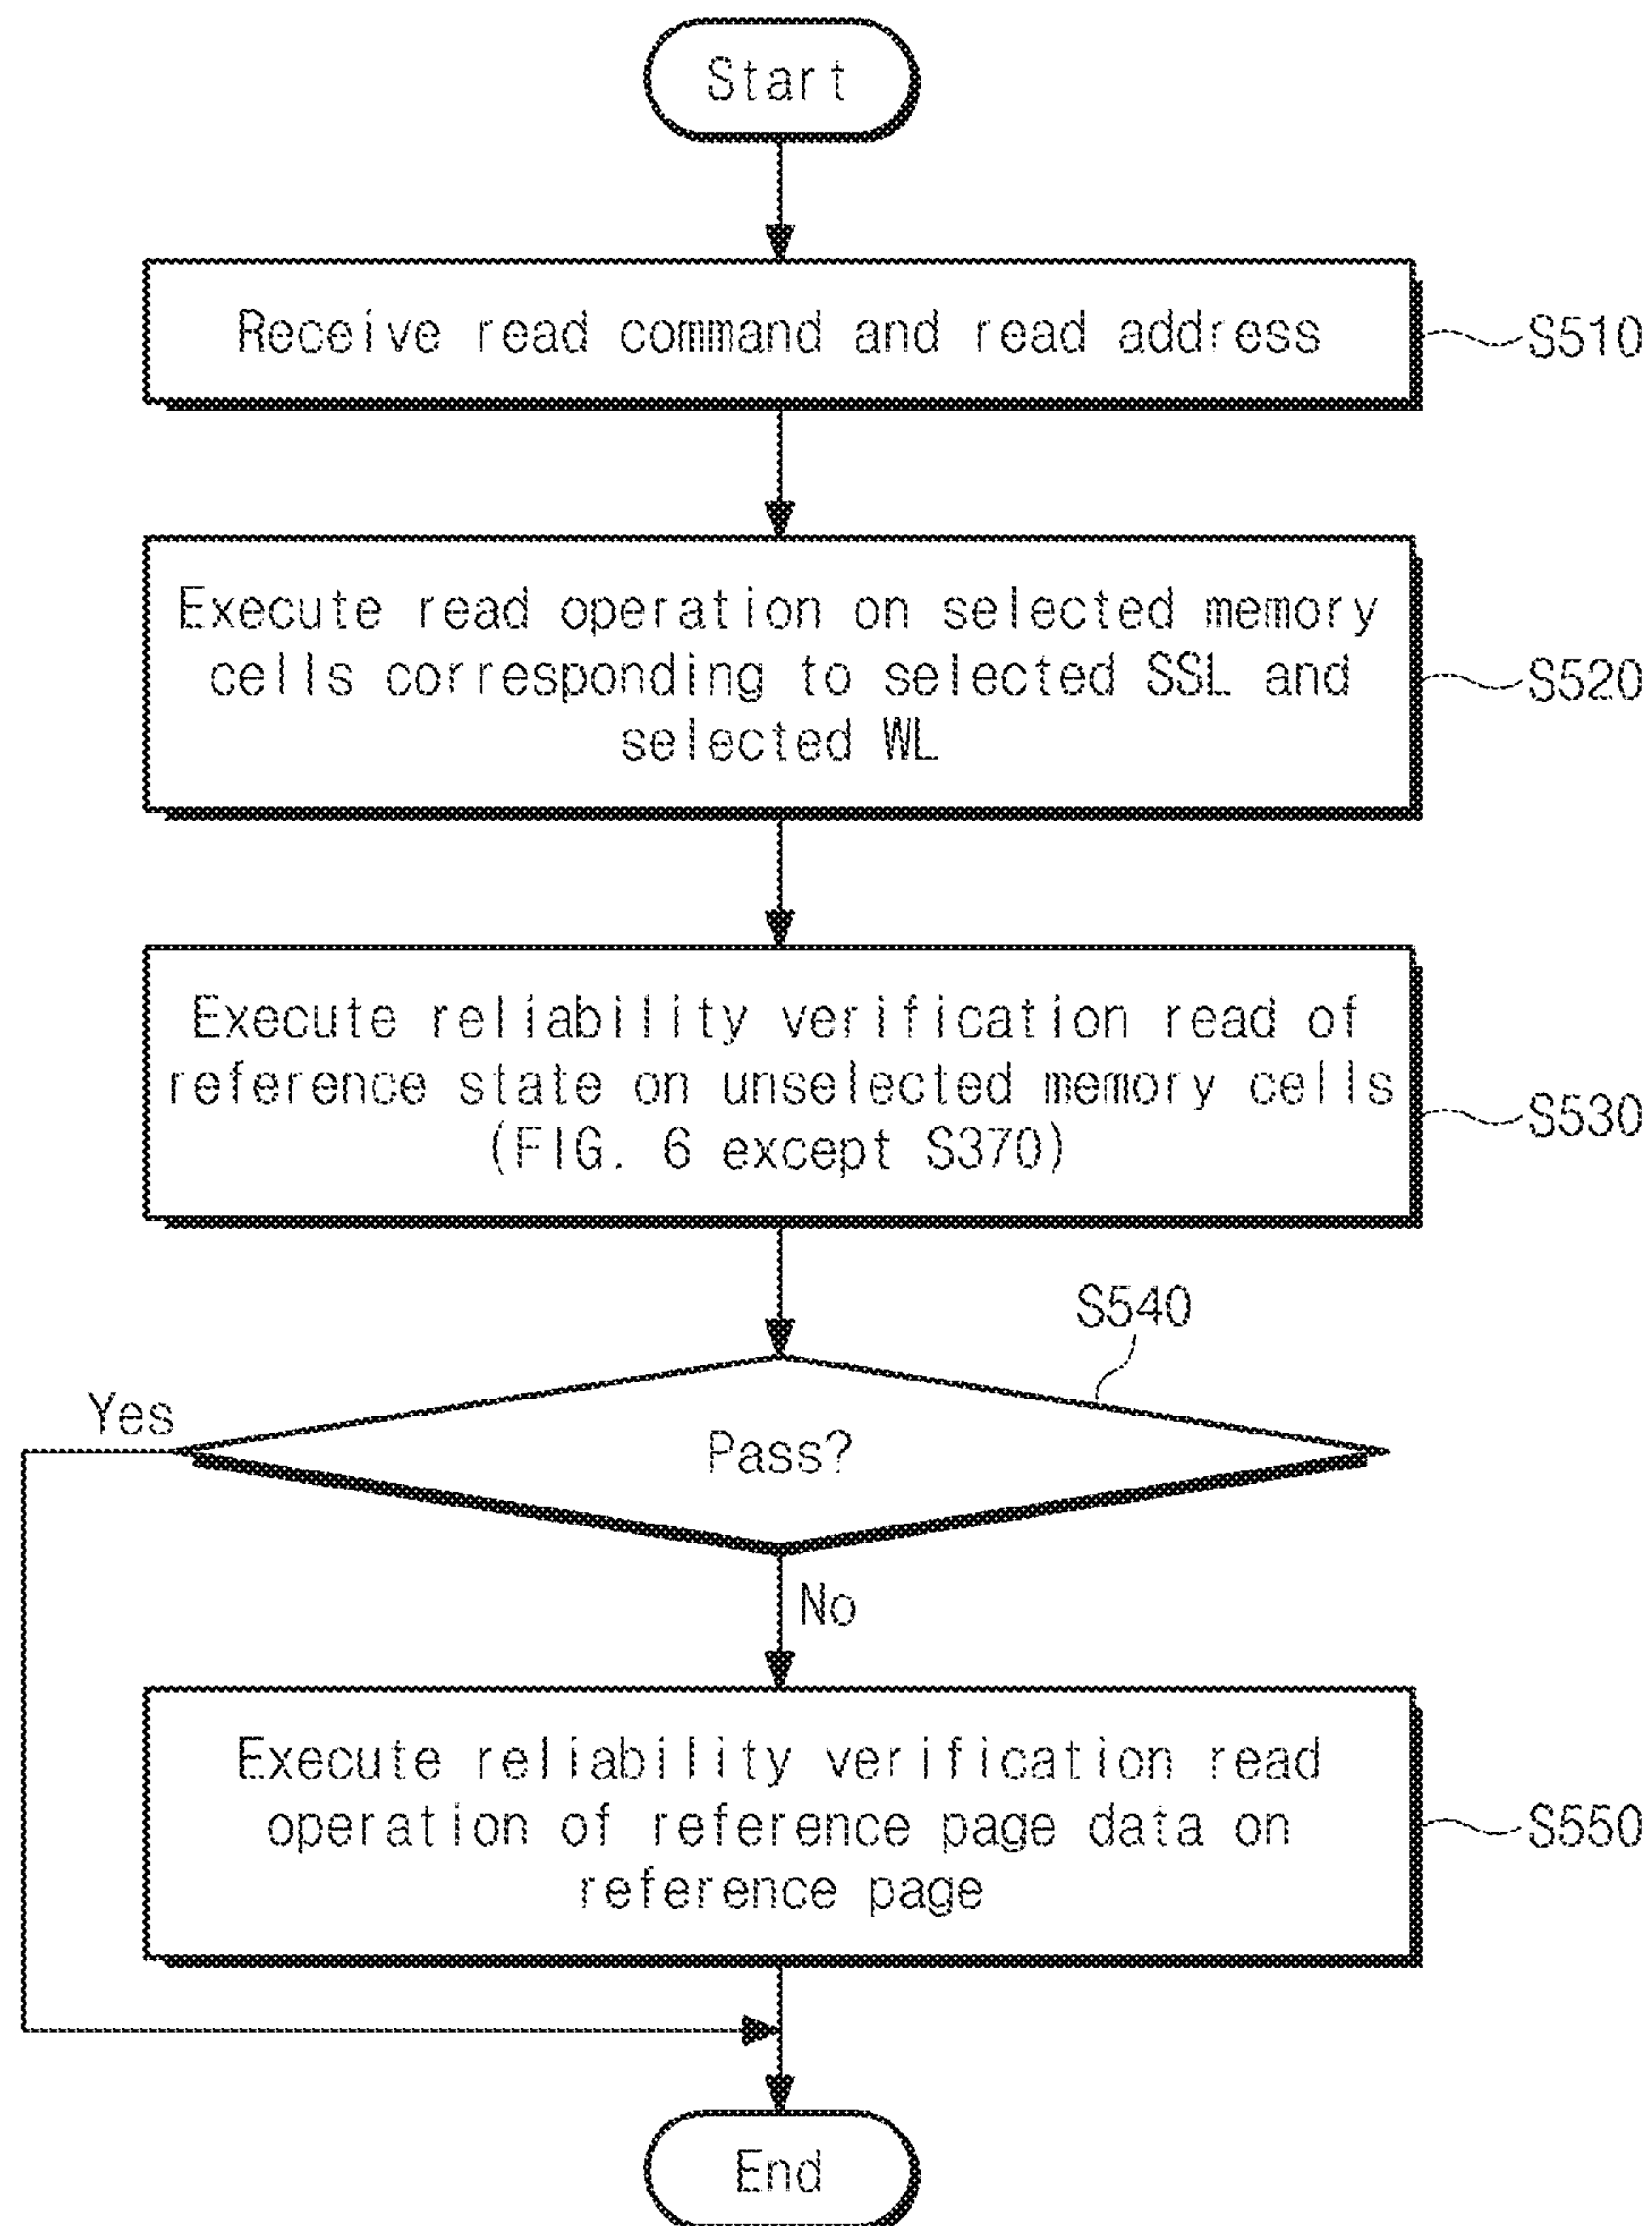 Start
Receive read command and read address
S510
Execute read operation on selected memory
cells corresponding to selected SSL and
selected WL
S520
Execute reliability verification read of
reference state on unselected memory cells
(FIG. 6 except S370)
S530
S540
Yes
Pass?
No
Execute reliability verification read
operation of reference page data on
reference page
S550
End